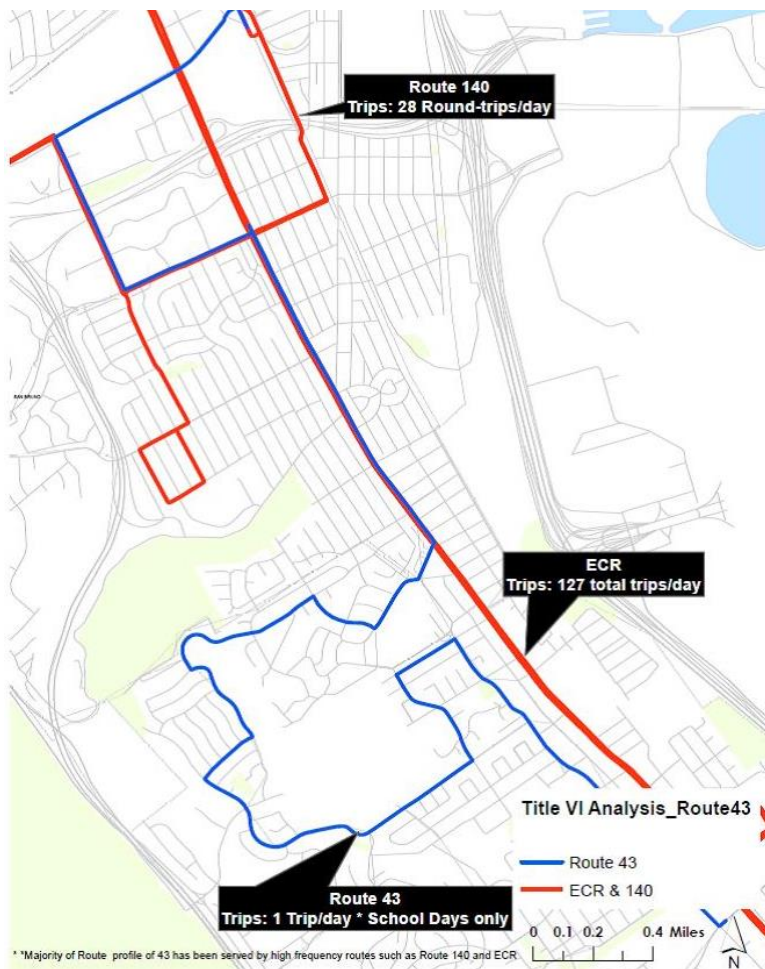 Route 140
Trips: 28 Round-trips/day
SAN BRUNO
ECR
Trips: 127 total trips/day
Title VI Analysis_Route43
Route 43
ECR & 140
Route 43
Trips: 1 Trip/day * School Days only
0 0.1 0.2 0.4 Miles
N
* *Majority of Route profile of 43 has been served by high frequency routes such as Route 140 and ECR